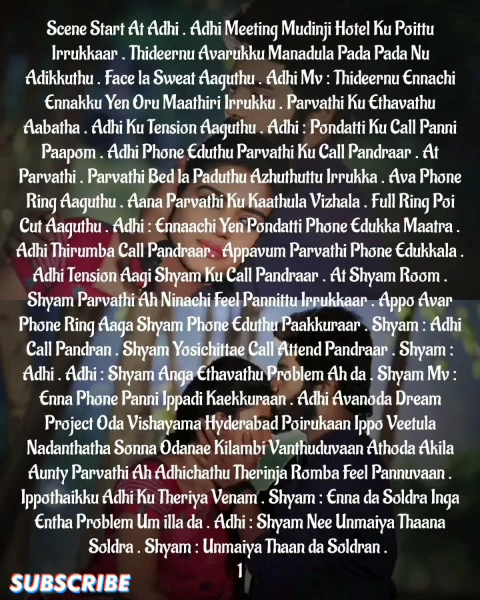 Scene Start At Adhi . Adhi Meeting Mudinji Hotel Ku Poittu
Irrukkaar . Thideernu Avarukku Manadula Pada Pada Nu
Adikkuthu . Face la Sweat Aaguthu . Adhi Mv : Thideernu Ennachi
Ennakku Yen Oru Maathiri Irrukku . Parvathi Ku Ethavathu
Aabatha . Adhi Ku Tension Aaguthu . Adhi : Pondatti Ku Call Panni
Paapom . Adhi Phone Eduthu Parvathi Ku Call Pandraar . At
Parvathi . Parvathi Bed la Paduthu Azhuthuttu Irrukka . Ava Phone
Ring Aaguthu . Aana Parvathi Ku Kaathula Vizhala . Full Ring Poi
Cut Aaguthu . Adhi : Ennaachi Yen Pondatti Phone Edukka Maatra .
Adhi Thirumba Call Pandraar. Appavum Parvathi Phone Edukkala .
Adhi Tension Aagi Shyam Ku Call Pandraar . At Shyam Room .
Shyam Parvathi Ah Ninachi Feel Pannittu Irrukkaar . Appo Avar
Phone Ring Aaga Shyam Phone Eduthu Paakkuraar . Shyam : Adhi
Call Pandran . Shyam Yosichittae Call Attend Pandraar . Shyam :
Adhi . Adhi : Shyam Anga Ethavathu Problem Ah da . Shyam Mv :
Enna Phone Panni Ippadi Kaekkuraan . Adhi Avanoda Dream
Project Oda Vishayama Hyderabad Poirukaan Ippo Veetula
Nadanthatha Sonna Odanae Kilambi Vanthuduvaan Athoda Akila
Aunty Parvathi Ah Adhichathu Therinja Romba Feel Pannuvaan .
Ippothaikku Adhi Ku Theriya Venam . Shyam : Enna da Soldra Inga
Entha Problem Um illa da . Adhi : Shyam Nee Unmaiya Thaana
Soldra . Shyam : Unmaiya Thaan da Soldran .
1
SUBSCRIBE